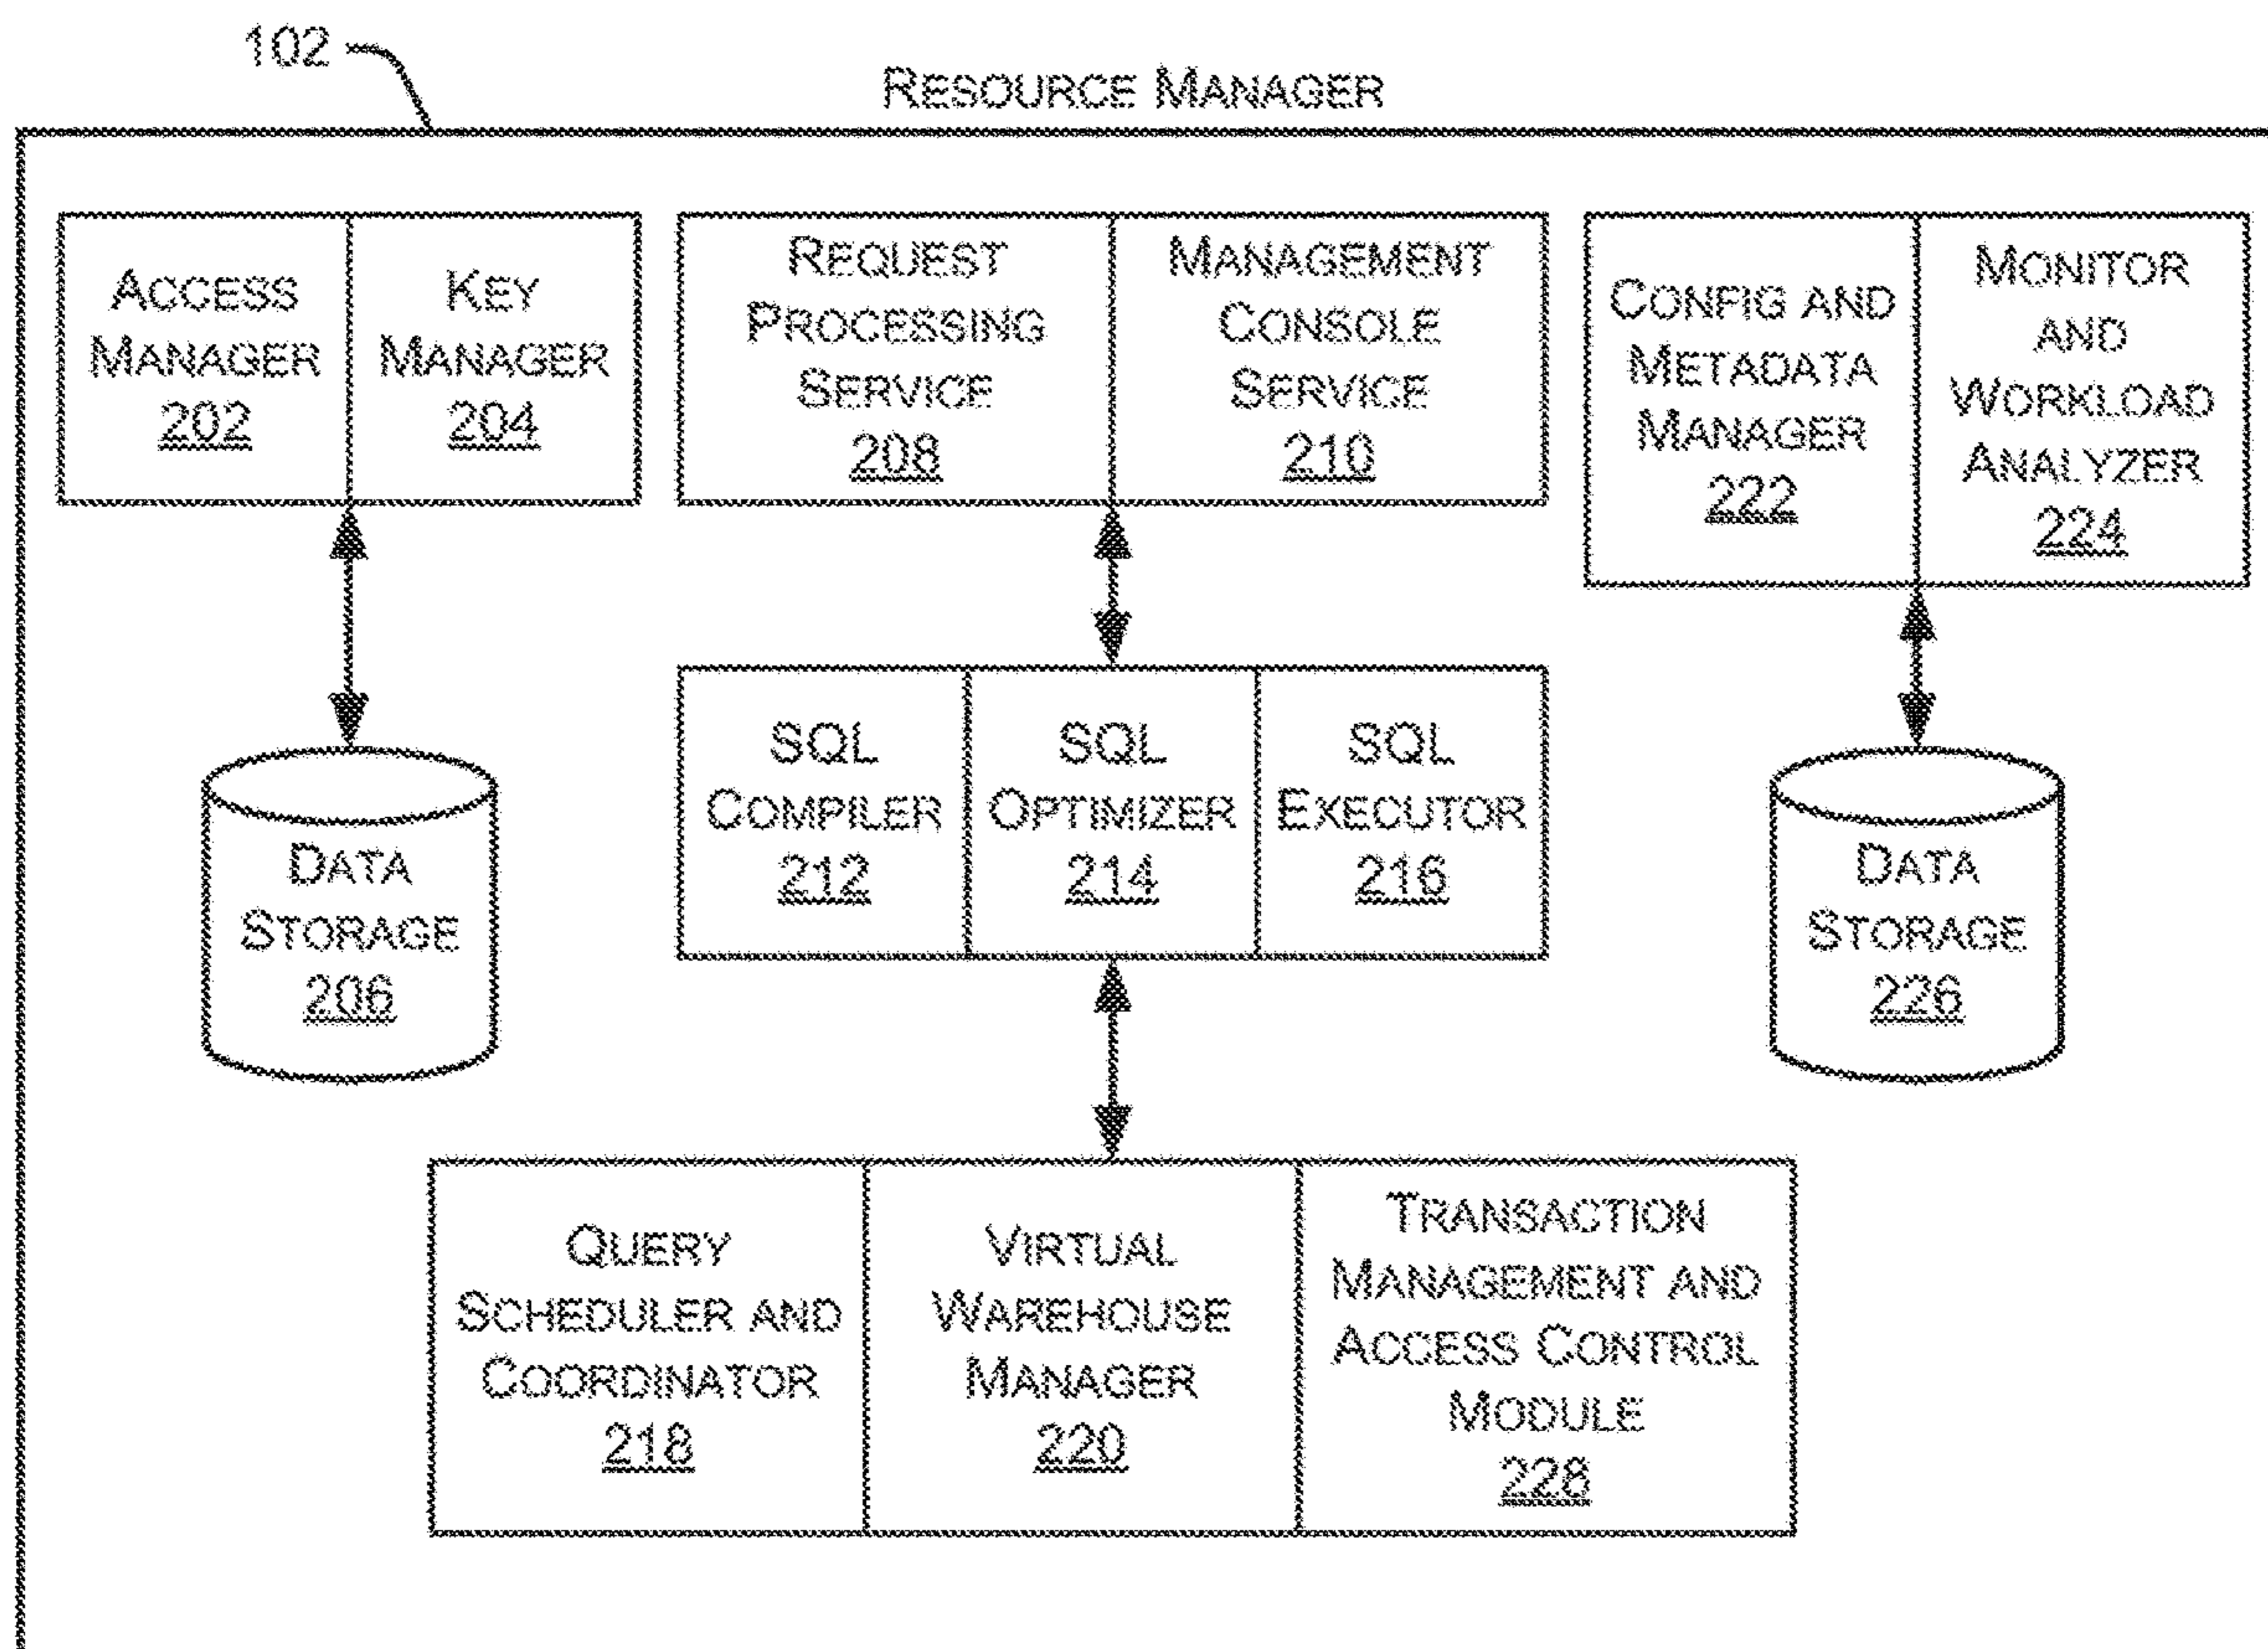 102
RESOURCE MANAGER
ACCESS
MANAGER
202
KEY
MANAGER
204
REQUEST
PROCESSING
SERVICE
208
MANAGEMENT
CONSOLE
SERVICE
210
CONFIG AND
METADATA
MANAGER
222
MONITOR
AND
WORKLOAD
ANALYZER
224
SQL
COMPILER
212
SQL
OPTIMIZER
214
SQL
EXECUTOR
216
DATA
STORAGE
206
DATA
STORAGE
226
QUERY
SCHEDULER AND
COORDINATOR
218
VIRTUAL
WAREHOUSE
MANAGER
220
TRANSACTION
MANAGEMENT AND
ACCESS CONTROL
MODULE
228